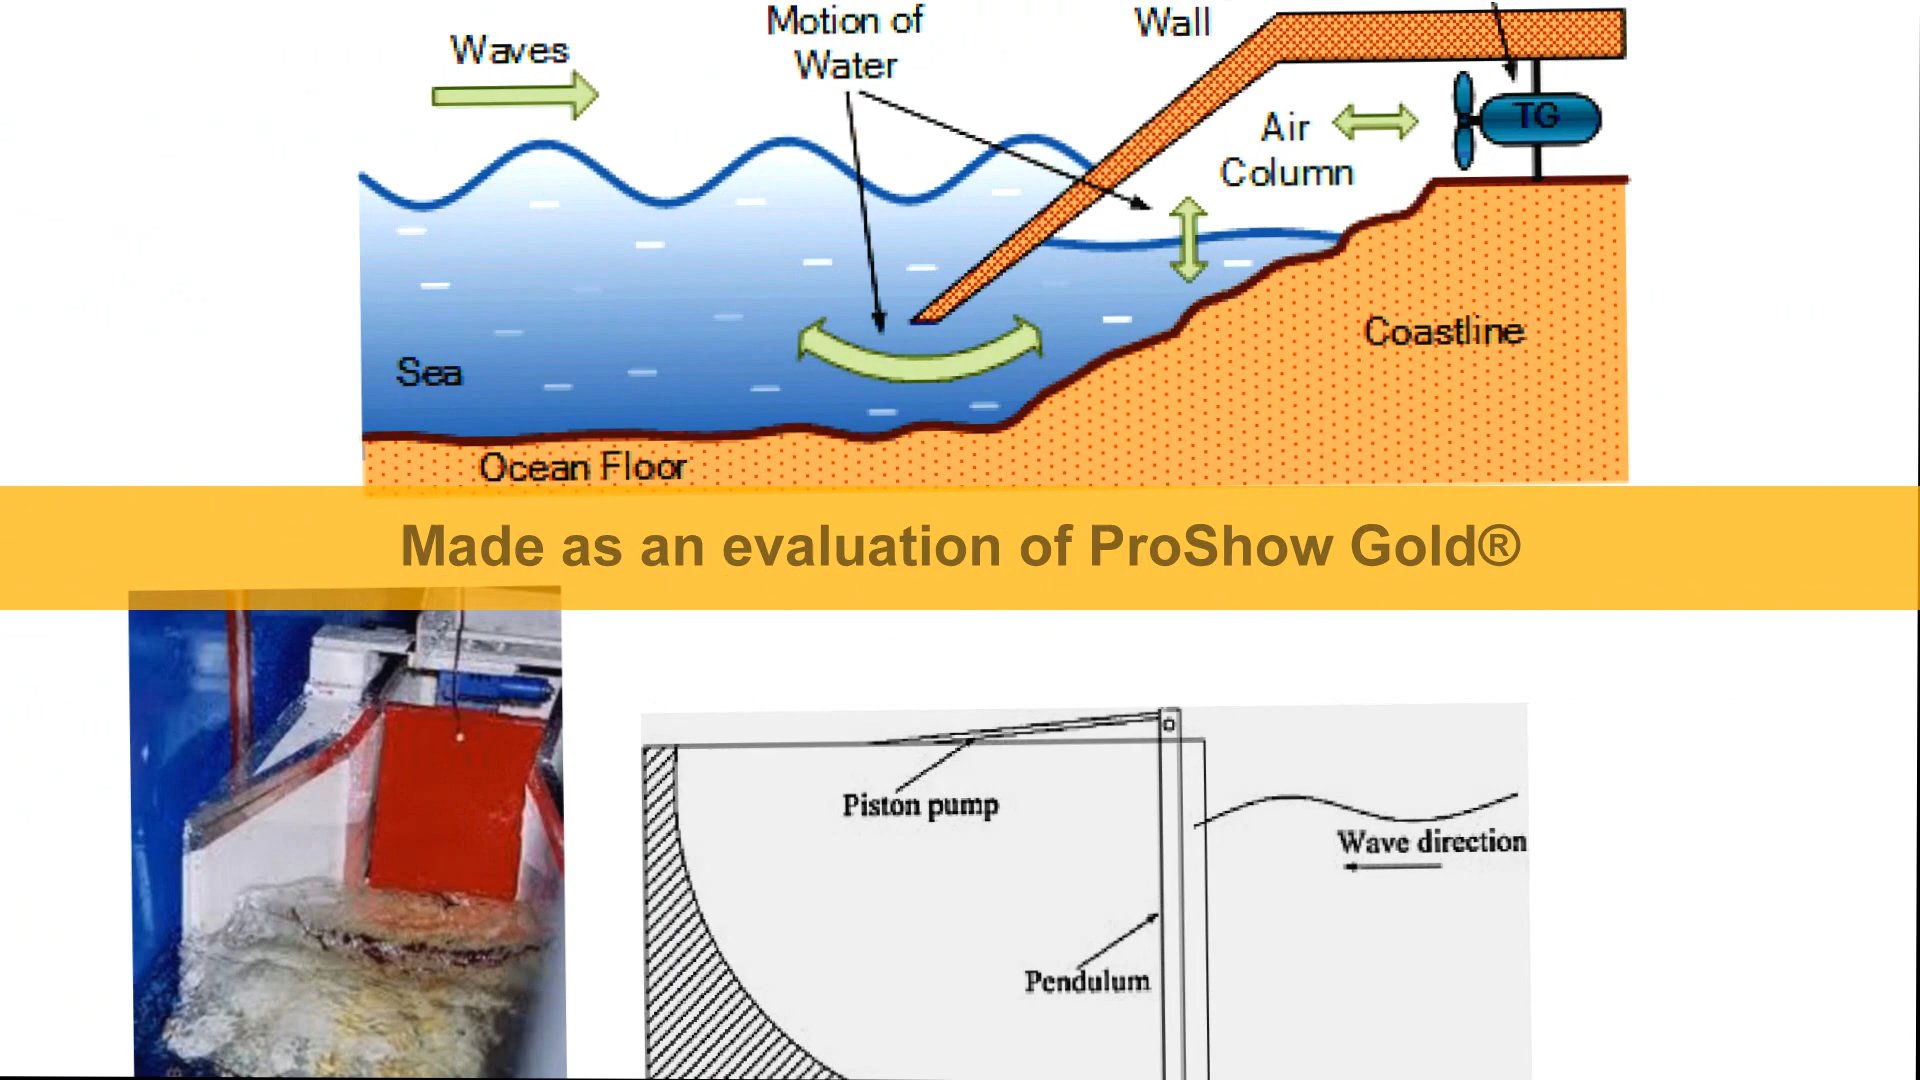 Waves
Motion of
Water
Wall
Air
Column
TG
Sea
Coastline
Ocean Floor
Made as an evaluation of ProShow Gold®
Piston pump
Wave direction
Pendulum